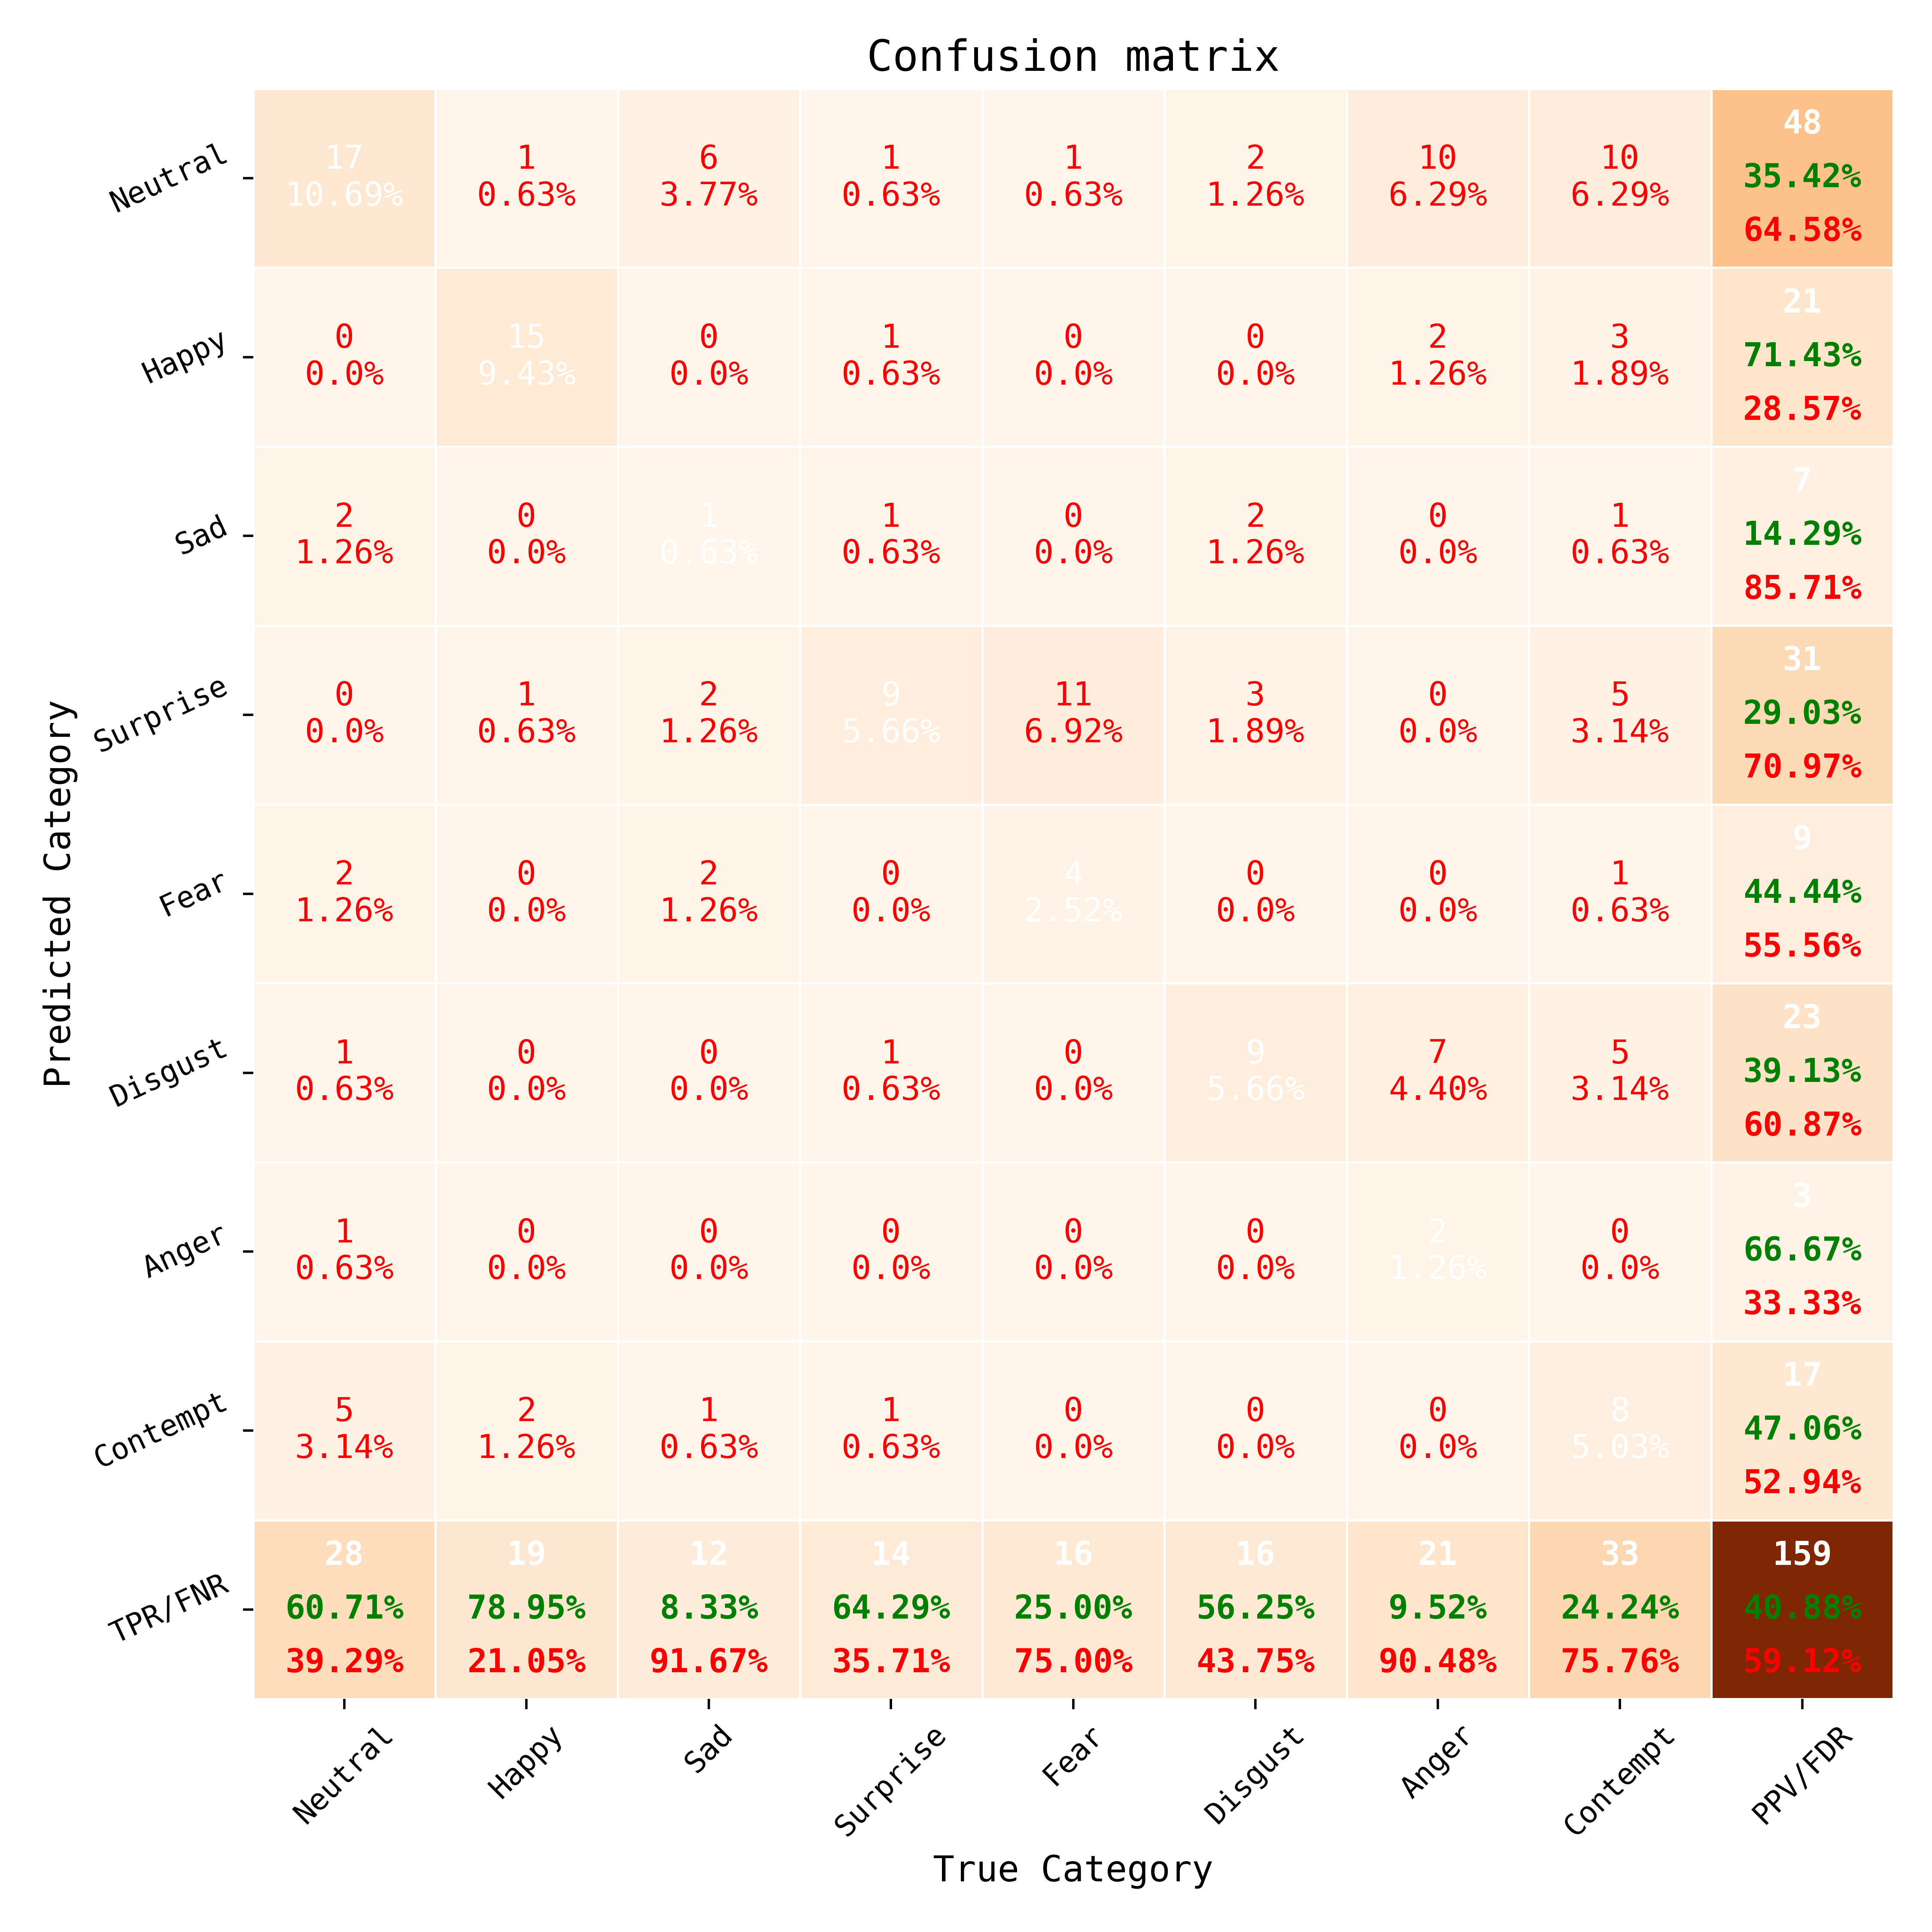 Confusion matrix
Predicted Category
Neutral
17 1 6 1 1 2 10 10 48
10.69% 0.63% 3.77% 0.63% 0.63% 1.26% 6.29% 6.29% 35.42%
64.58%
Happy
0 15 0 1 0 0 2 3 21
0.0% 9.43% 0.0% 0.63% 0.0% 0.0% 1.26% 1.89% 71.43%
28.57%
Sad
2 0 1 1 0 2 0 1 7
1.26% 0.0% 0.63% 0.63% 0.0% 1.26% 0.0% 0.63% 14.29%
85.71%
Surprise
0 1 2 9 11 3 0 5 31
0.0% 0.63% 1.26% 5.66% 6.92% 1.89% 0.0% 3.14% 29.03%
70.97%
Fear
2 0 2 0 4 0 0 1 9
1.26% 0.0% 1.26% 0.0% 2.52% 0.0% 0.0% 0.63% 44.44%
55.56%
Disgust
1 0 0 1 0 9 7 5 23
0.63% 0.0% 0.0% 0.63% 0.0% 5.66% 4.40% 3.14% 39.13%
60.87%
Anger
1 0 0 0 0 0 2 0 3
0.63% 0.0% 0.0% 0.0% 0.0% 0.0% 1.26% 0.0% 66.67%
33.33%
Contempt
5 2 1 1 0 0 0 8 17
3.14% 1.26% 0.63% 0.63% 0.0% 0.0% 0.0% 5.03% 47.06%
52.94%
TPR/FNR
28 19 12 14 16 16 21 33 159
60.71% 78.95% 8.33% 64.29% 25.00% 56.25% 9.52% 24.24% 40.88%
39.29% 21.05% 91.67% 35.71% 75.00% 43.75% 90.48% 75.76% 59.12%
Neutral Happy Sad Surprise Fear Disgust Anger Contempt PPV/FDR
True Category